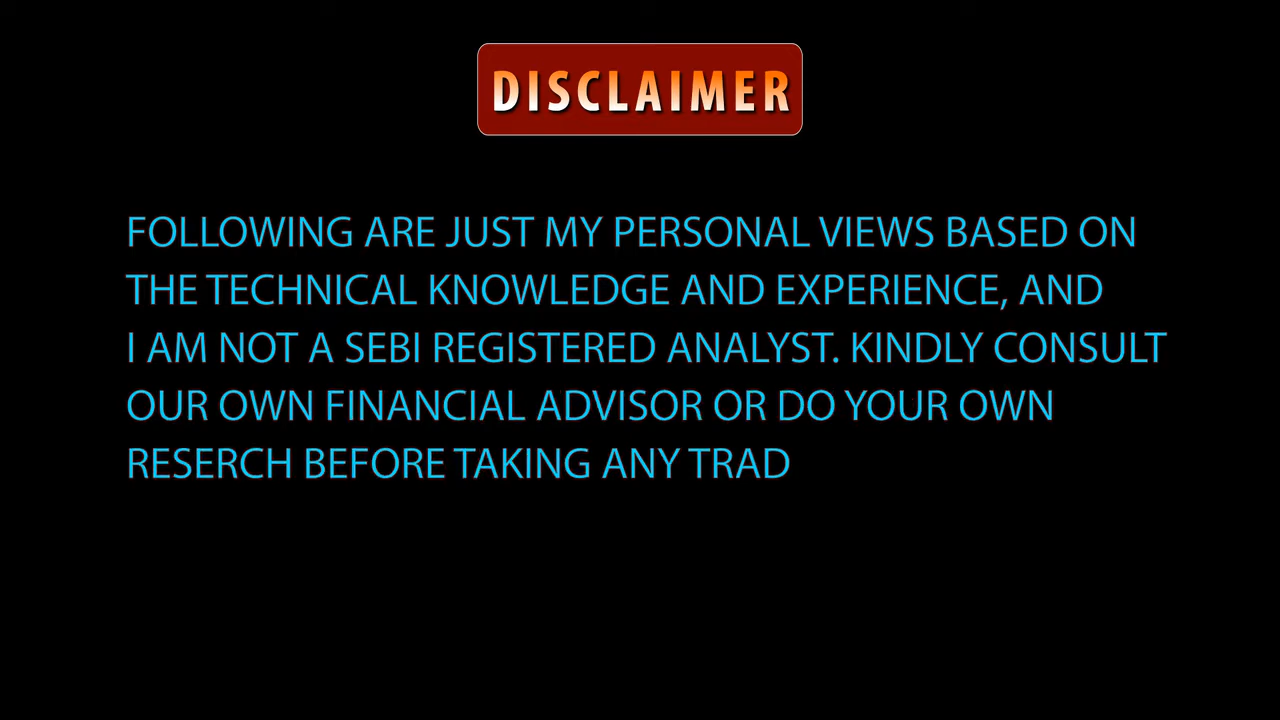 DISCLAIMER
FOLLOWING ARE JUST MY PERSONAL VIEWS BASED ON
THE TECHNICAL KNOWLEDGE AND EXPERIENCE, AND
I AM NOT A SEBI REGISTERED ANALYST. KINDLY CONSULT
OUR OWN FINANCIAL ADVISOR OR DO YOUR OWN
RESERCH BEFORE TAKING ANY TRAD